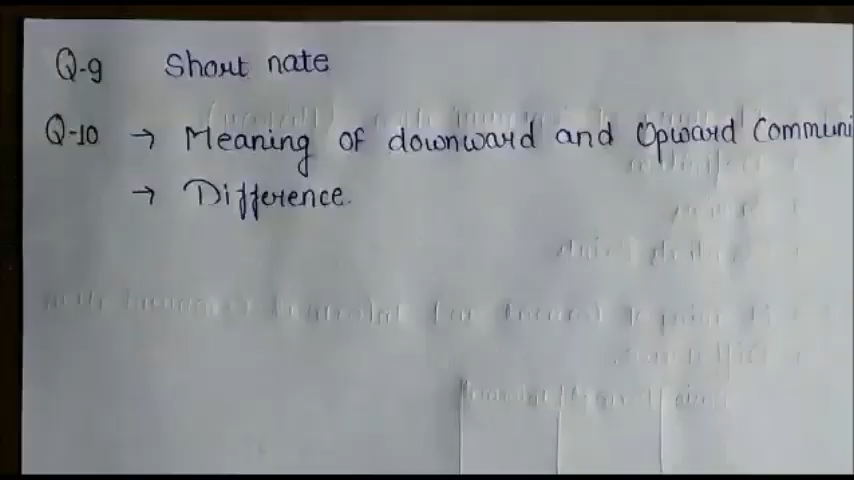 Q-9 Short nate
Q-10 → Meaning of downward and Upward Communi
→ Difference.